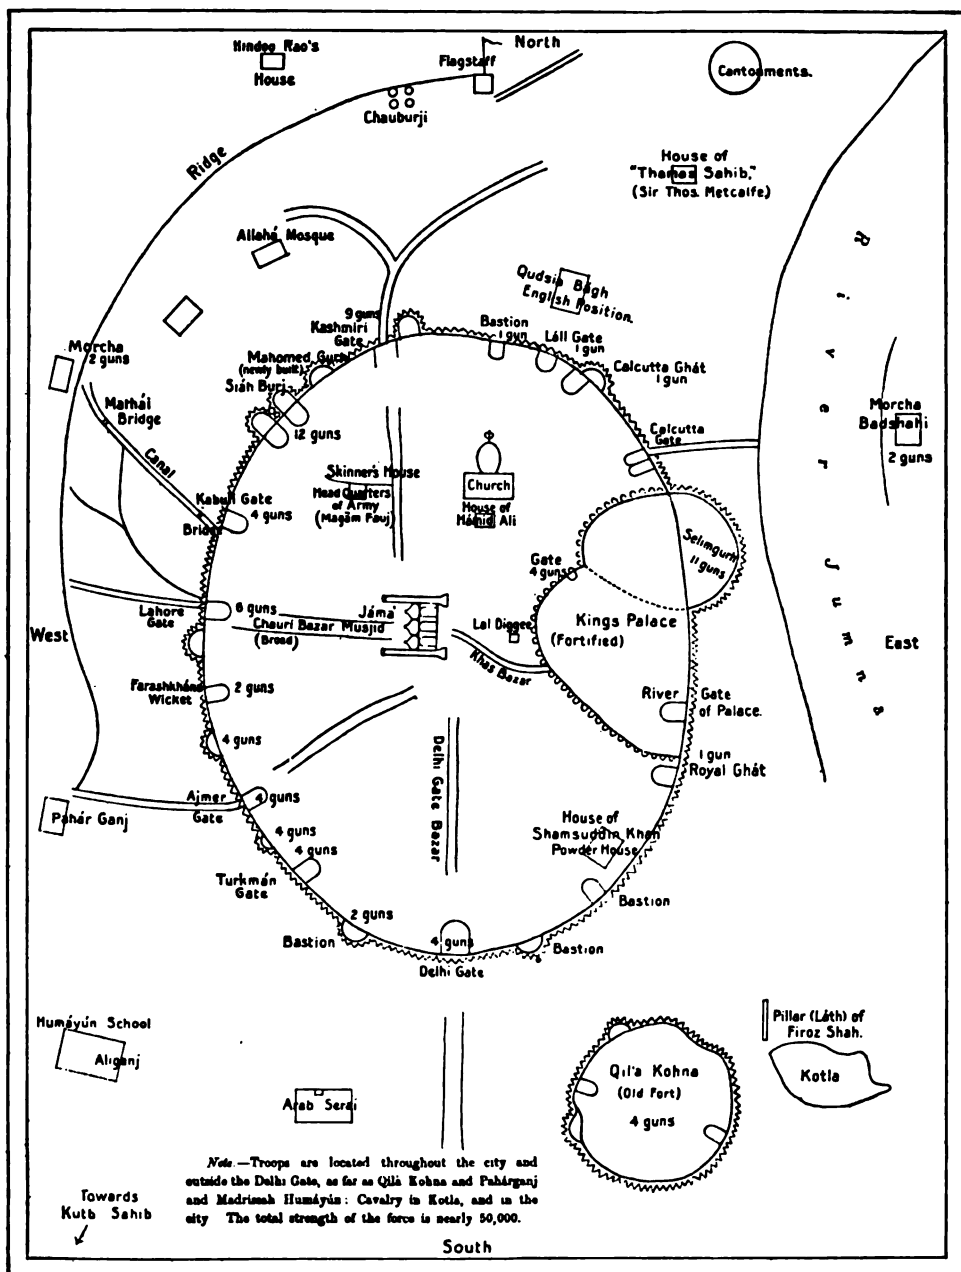 Hindoo Rao's
House
North
Flagstaff
Cantonments.
Chauburji
Ridge
House of
"Thamas Sahib,"
(Sir Thos. Metcalfe)
Allahá Mosque
Qudsia Bágh
English Position.
River Jumna
9 guns
Kashmiri
Gate
Bastion
1 gun
Láll Gate
1 gun
Calcutta Ghát
1 gun
Morcha
2 guns
Mahomed Gurh
(newly built)
Siáh Burj
12 guns
Mathái
Bridge
Canal
Calcutta
Gate
Morcha
Badshahi
2 guns
Skinner's House
Head Quarters
of Army
(Magám Fauj)
Church
House of
Hámid Ali
Kabull Gate
4 guns
Bridge
Selimgurh
11 guns
Gate
4 guns
Lahore
Gate
6 guns
Chauri Bazar
(Broad)
Jáma
Musjid
Lal Diggee
Khas Bazar
Kings Palace
(Fortified)
West
East
Farashkhána
Wicket
2 guns
River Gate
of Palace.
4 guns
1 gun
Royal Ghát
Delhi Gate Bazar
Ajmer
Gate
4 guns
Pahár Ganj
4 guns
4 guns
House of
Shamsuddin Khan
Powder House
Turkmán
Gate
Bastion
2 guns
Bastion
4 guns
Delhi Gate
Bastion
Humáyún School
Aliganj
Pillar (Láth) of
Firoz Shah.
Qil'a Kohna
(Old Fort)
4 guns
Kotla
Arab Serai
Note.—Troops are located throughout the city and
outside the Delhi Gate, as far as Qilà Kohna and Pahárganj
and Madrissah Humáyún: Cavalry in Kotla, and in the
city The total strength of the force is nearly 50,000.
Towards
Kutb Sahib
South